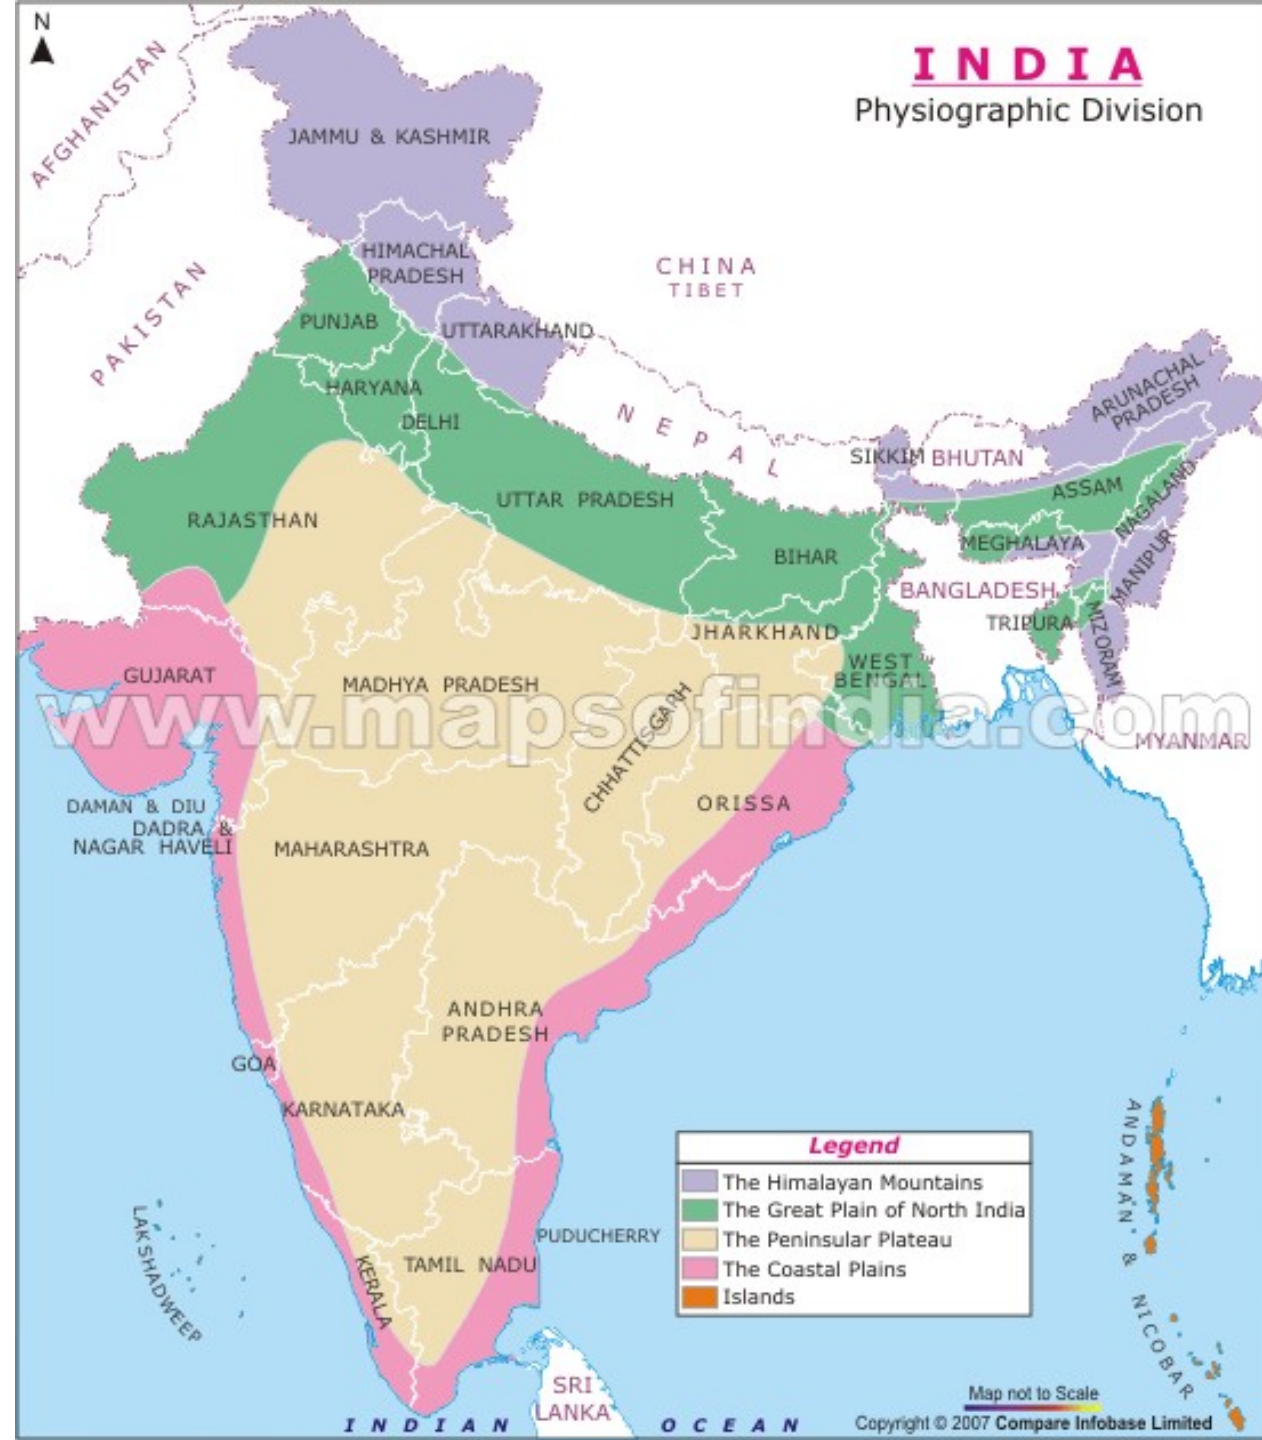 N
I N D I A
Physiographic Division
AFGHANISTAN
JAMMU & KASHMIR
HIMACHAL
PRADESH
CHINA
TIBET
PAKISTAN
PUNJAB
UTTARAKHAND
HARYANA
DELHI
NEPAL
ARUNACHAL
PRADESH
SIKKIM
BHUTAN
ASSAM
NAGALAND
UTTAR PRADESH
RAJASTHAN
BIHAR
MEGHALAYA
MANIPUR
BANGLADESH
TRIPURA
MIZORAM
JHARKHAND
WEST
BENGAL
GUJARAT
MADHYA PRADESH
CHHATTISGARH
www.mapsofindia.com
MYANMAR
DAMAN & DIU
DADRA &
NAGAR HAVELI
ORISSA
MAHARASHTRA
ANDHRA
PRADESH
GOA
KARNATAKA
ANDAMAN & NICOBAR
Legend
The Himalayan Mountains
The Great Plain of North India
The Peninsular Plateau
The Coastal Plains
Islands
LAKSHADWEEP
PUDUCHERRY
KERALA
TAMIL NADU
SRI
LANKA
Map not to Scale
INDIAN OCEAN
Copyright © 2007 Compare Infobase Limited